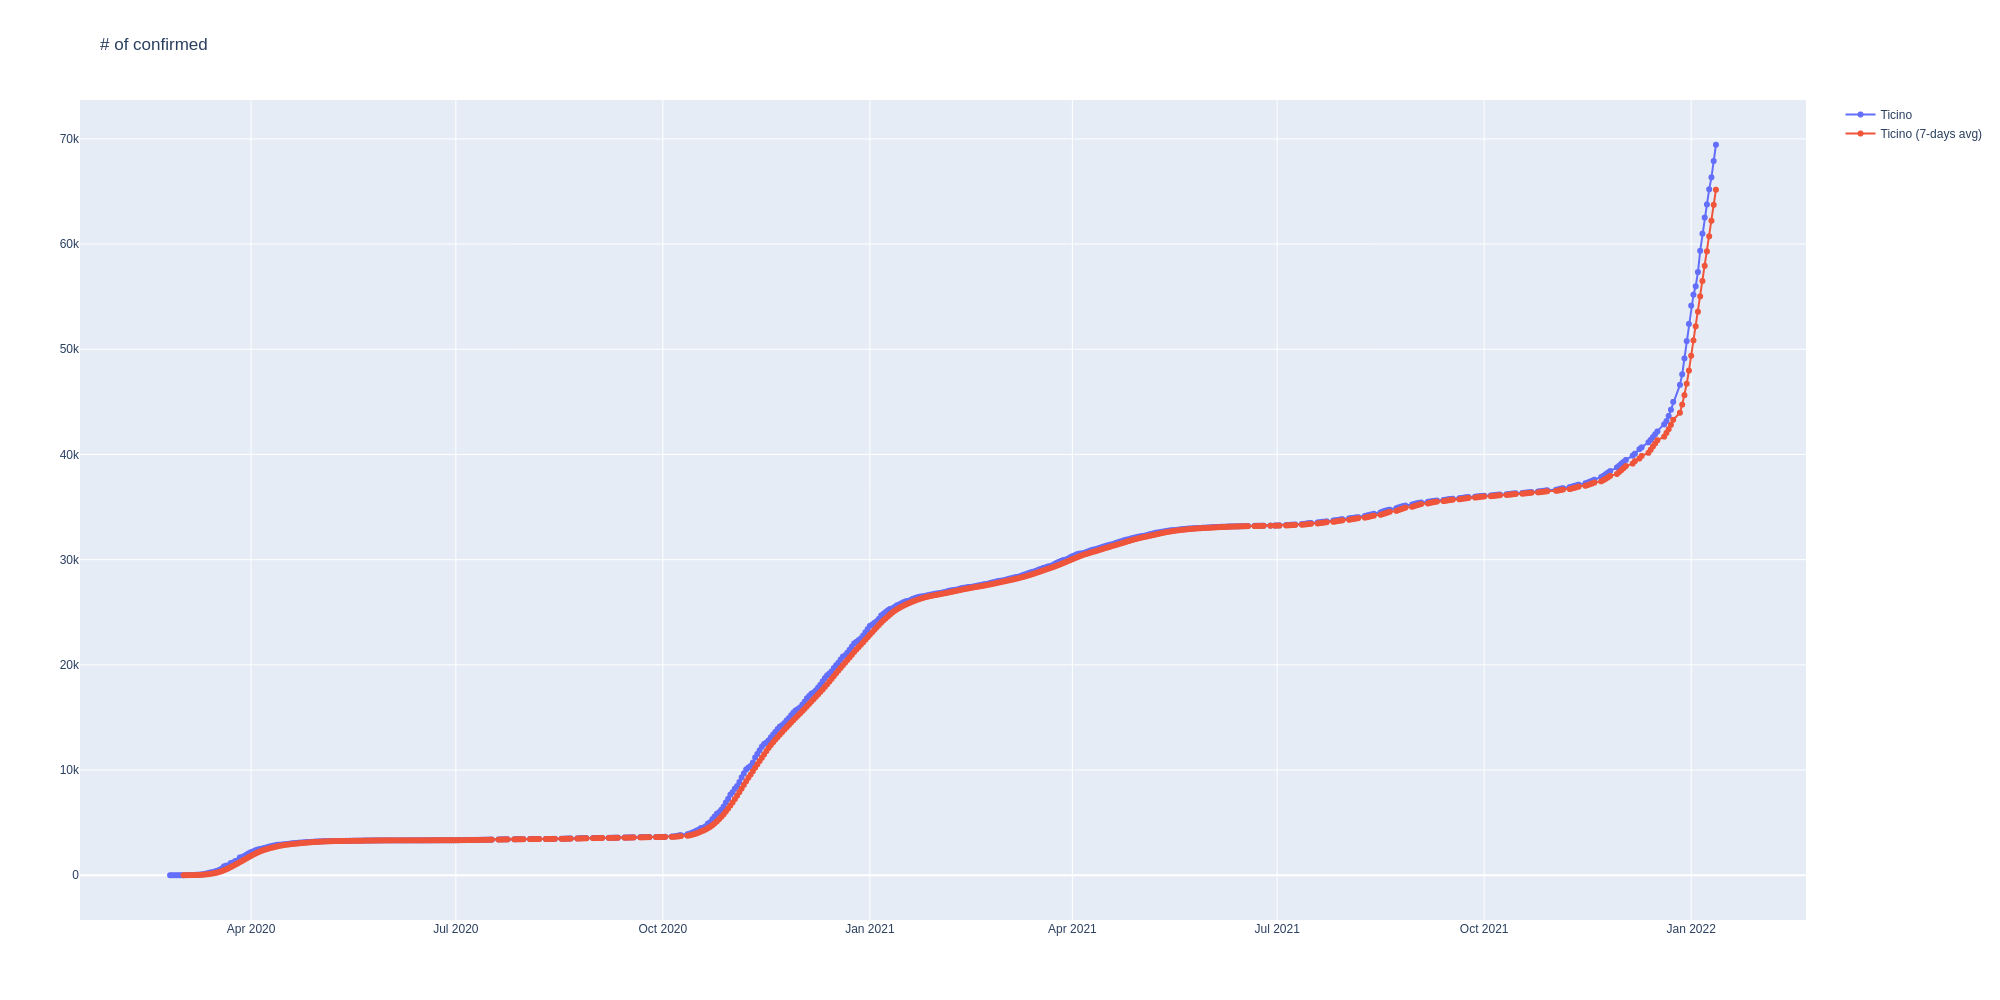 # of confirmed
Ticino
Ticino (7-days avg)
70k
60k
50k
40k
30k
20k
10k
0
Apr 2020
Jul 2020
Oct 2020
Jan 2021
Apr 2021
Jul 2021
Oct 2021
Jan 2022